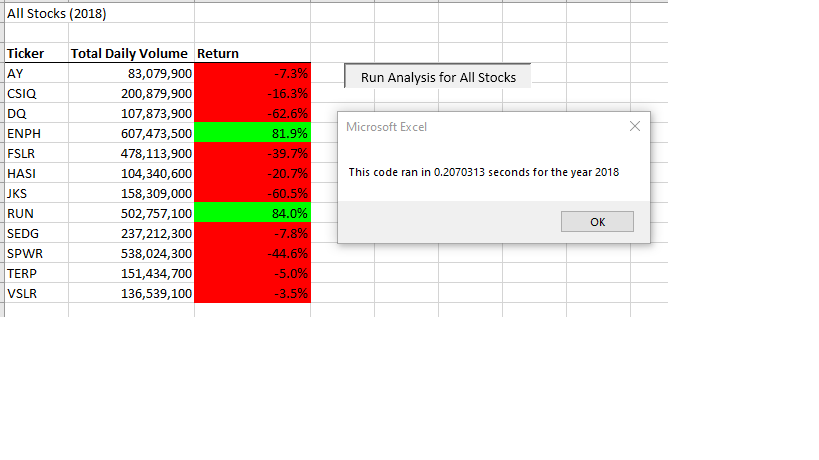 All Stocks (2018)
Ticker Total Daily Volume Return
AY 83,079,900 -7.3%
CSIQ 200,879,900 -16.3%
DQ 107,873,900 -62.6%
ENPH 607,473,500 81.9%
FSLR 478,113,900 -39.7%
HASI 104,340,600 -20.7%
JKS 158,309,000 -60.5%
RUN 502,757,100 84.0%
SEDG 237,212,300 -7.8%
SPWR 538,024,300 -44.6%
TERP 151,434,700 -5.0%
VSLR 136,539,100 -3.5%
Run Analysis for All Stocks
Microsoft Excel
This code ran in 0.2070313 seconds for the year 2018
OK